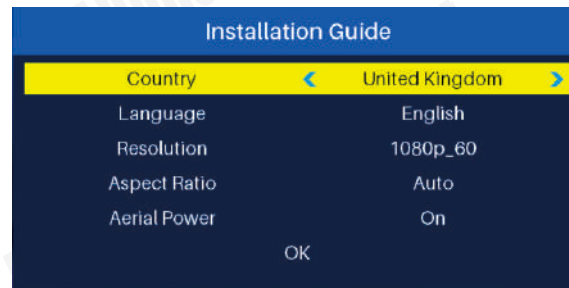 Installation Guide
Country United Kingdom
Language English
Resolution 1080p_60
Aspect Ratio Auto
Aerial Power On
OK